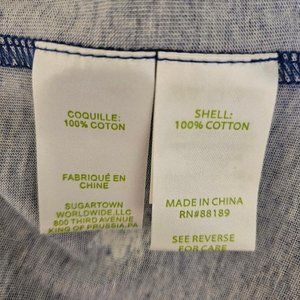 COQUILLE:
100% COTON
FABRIQUÉ EN
CHINE
SUGARTOWN
WORLDWIDE,LLC
800 THIRD AVENUE
KING OF PRUSSIA,PA
SHELL:
100% COTTON
MADE IN CHINA
RN#88189
SEE REVERSE
FOR CARE